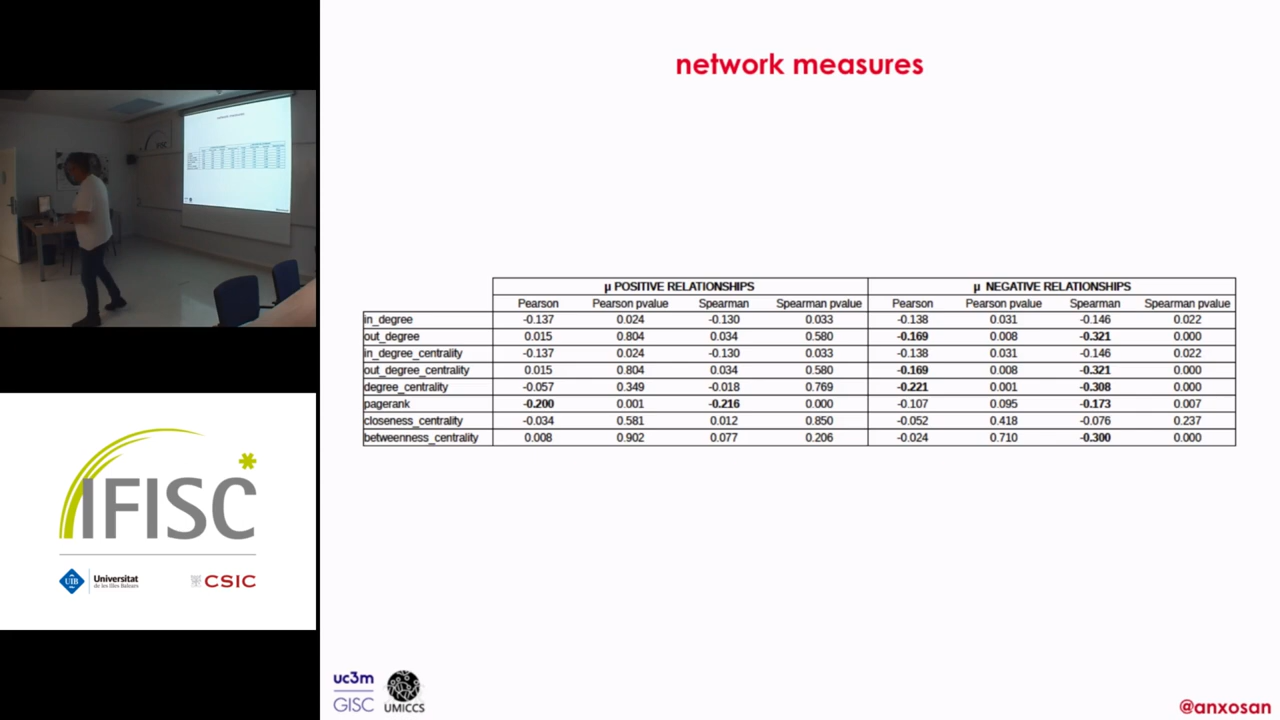 network measures
μ POSITIVE RELATIONSHIPS μ NEGATIVE RELATIONSHIPS
Pearson Pearson pvalue Spearman Spearman pvalue Pearson Pearson pvalue Spearman Spearman pvalue
in_degree -0.137 0.024 -0.130 0.033 -0.138 0.031 -0.146 0.022
out_degree 0.015 0.804 0.034 0.580 -0.169 0.008 -0.321 0.000
in_degree_centrality -0.137 0.024 -0.130 0.033 -0.138 0.031 -0.146 0.022
out_degree_centrality 0.015 0.804 0.034 0.580 -0.169 0.008 -0.321 0.000
degree_centrality -0.057 0.349 -0.018 0.769 -0.221 0.001 -0.308 0.000
pagerank -0.200 0.001 -0.216 0.000 -0.107 0.095 -0.173 0.007
closeness_centrality -0.034 0.581 0.012 0.850 -0.052 0.418 -0.076 0.237
betweenness_centrality 0.008 0.902 0.077 0.206 -0.024 0.710 -0.300 0.000
IFISC
UIB Universitat
de les Illes Balears
CSIC
uc3m
GISC UMICCS
@anxosan